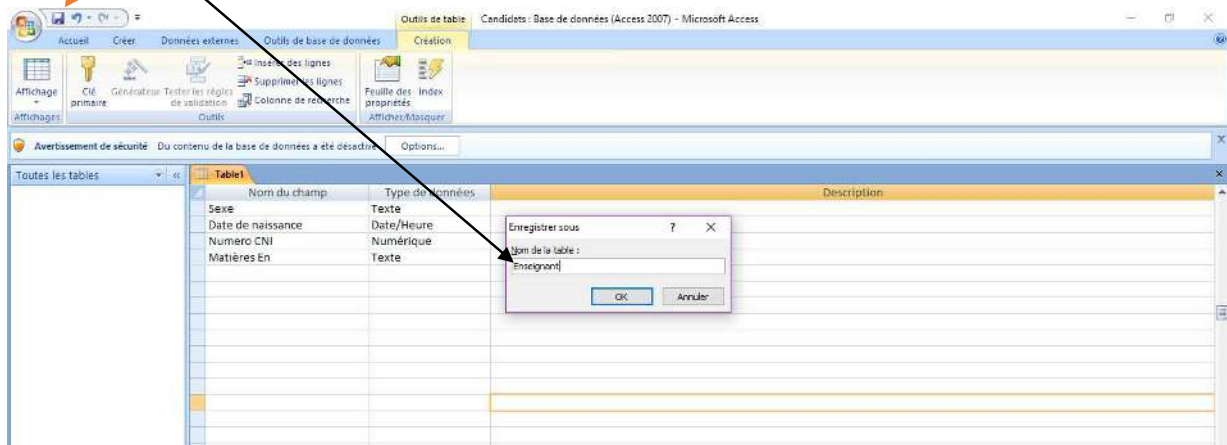 Outils de table Candidats : Base de données (Access 2007) - Microsoft Access
Accueil Créer Données externes Outils de base de données Création
Affichage
Clé primaire
Générateur
Tester les règles de validation
Insérer des lignes
Supprimer les lignes
Colonne de recherche
Feuille des propriétés
Index
Affichages Outils Afficher/Masquer
Avertissement de sécurité Du contenu de la base de données a été désactivé Options...
Toutes les tables
Table1
Nom du champ Type de données Description
Sexe Texte
Date de naissance Date/Heure
Numero CNI Numérique
Matières En Texte
Enregistrer sous ?
Nom de la table :
Enseignant
OK Annuler